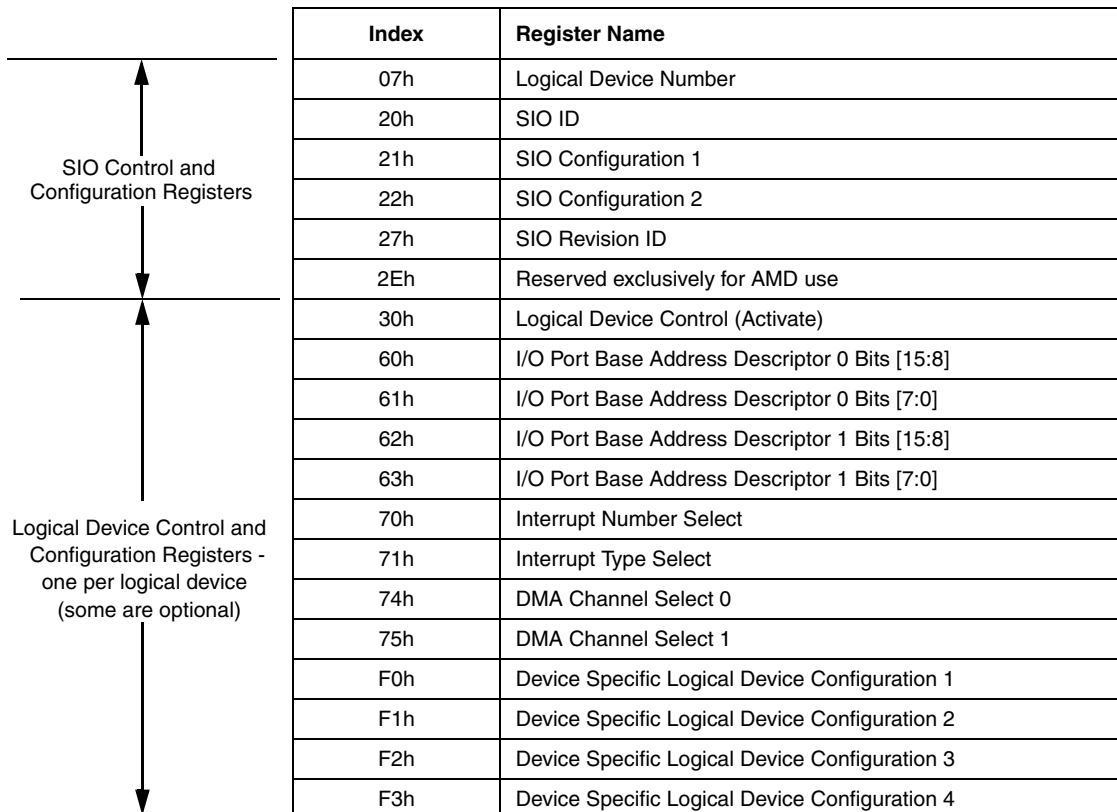 Index Register Name
07h Logical Device Number
20h SIO ID
21h SIO Configuration 1
22h SIO Configuration 2
27h SIO Revision ID
2Eh Reserved exclusively for AMD use
SIO Control and
Configuration Registers
30h Logical Device Control (Activate)
60h I/O Port Base Address Descriptor 0 Bits [15:8]
61h I/O Port Base Address Descriptor 0 Bits [7:0]
62h I/O Port Base Address Descriptor 1 Bits [15:8]
63h I/O Port Base Address Descriptor 1 Bits [7:0]
70h Interrupt Number Select
71h Interrupt Type Select
74h DMA Channel Select 0
75h DMA Channel Select 1
F0h Device Specific Logical Device Configuration 1
F1h Device Specific Logical Device Configuration 2
F2h Device Specific Logical Device Configuration 3
F3h Device Specific Logical Device Configuration 4
Logical Device Control and
Configuration Registers -
one per logical device
(some are optional)